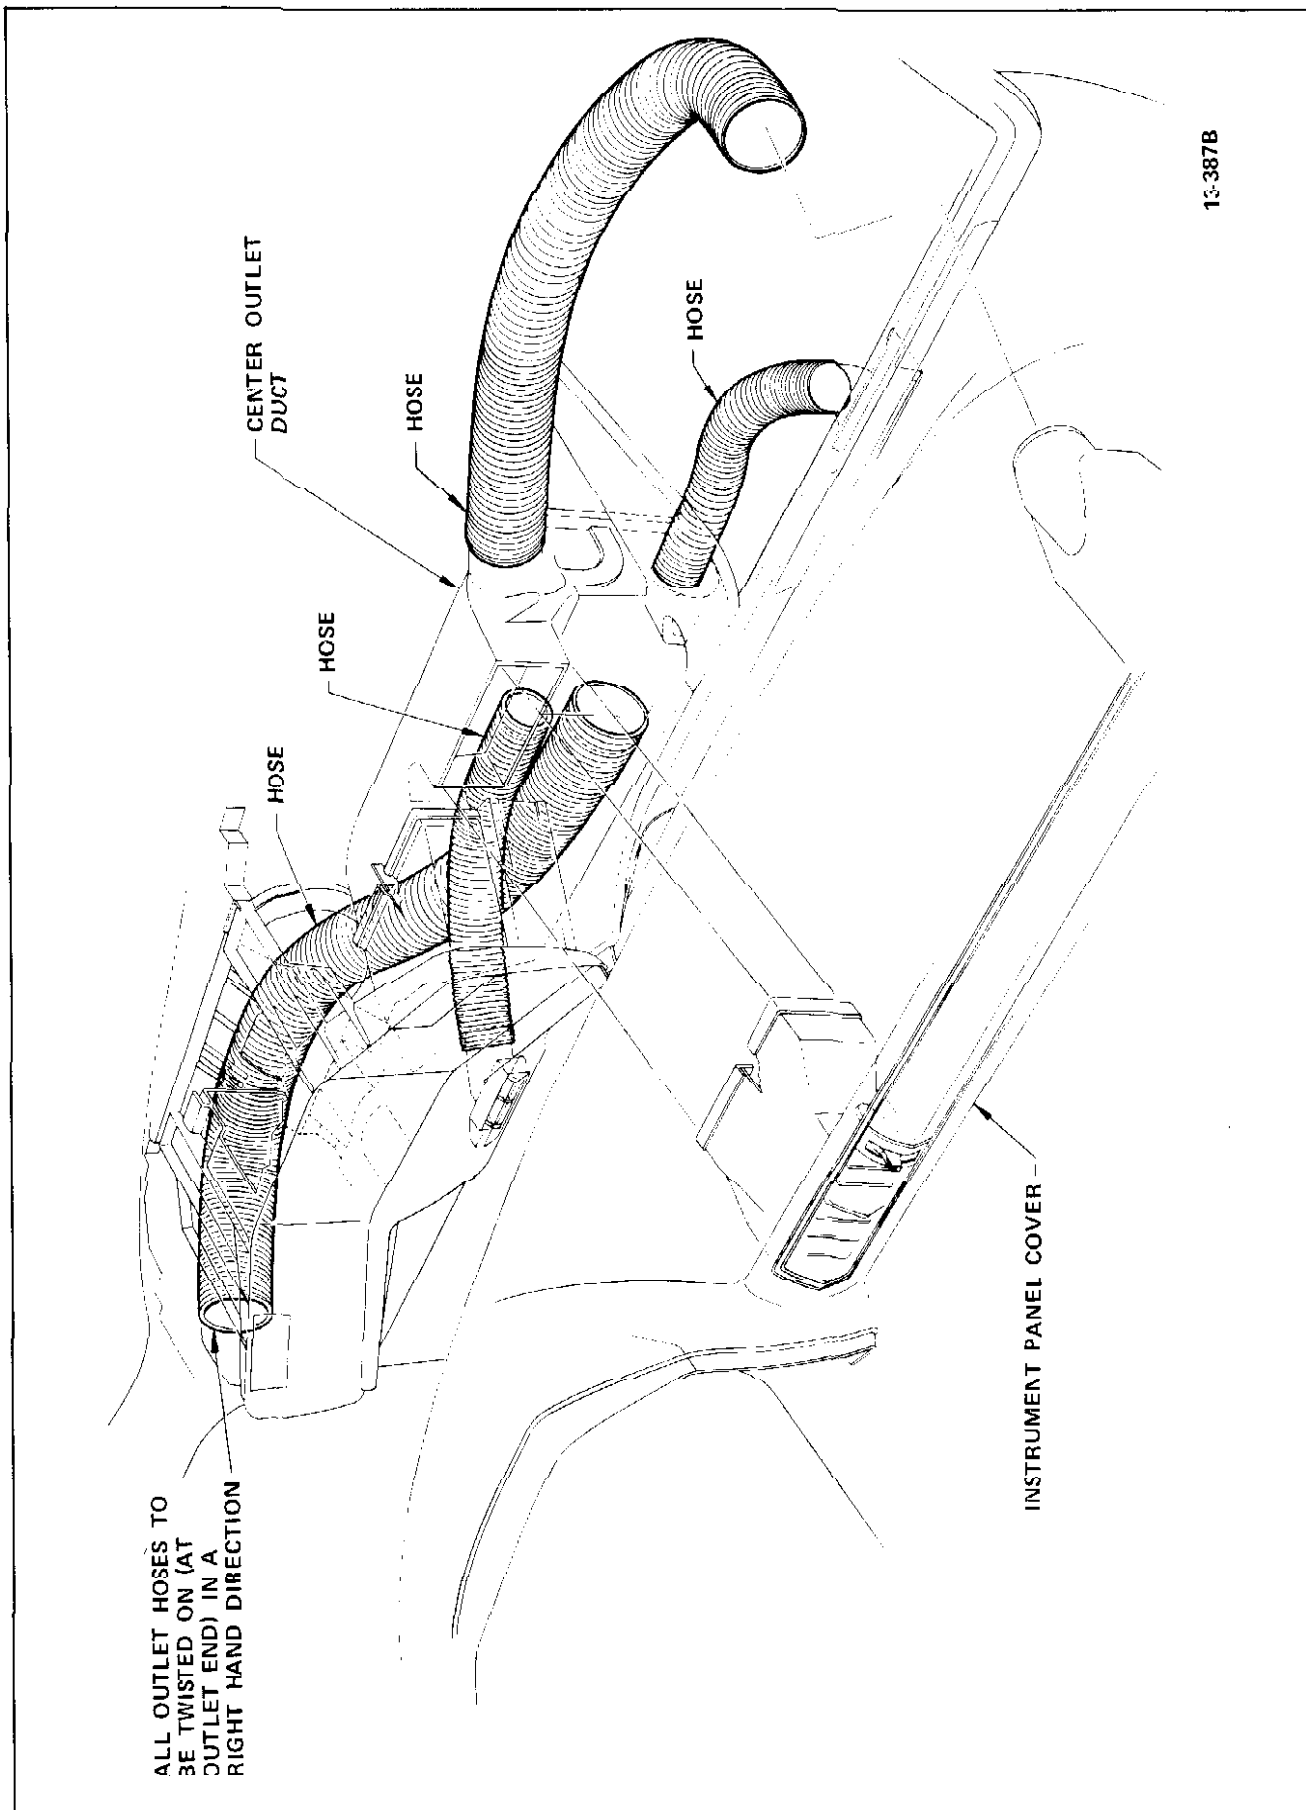 ALL OUTLET HOSES TO
BE TWISTED ON (AT
OUTLET END) IN A
RIGHT HAND DIRECTION
HOSE
HOSE
CENTER OUTLET
DUCT
HOSE
HOSE
INSTRUMENT PANEL COVER
13-387B